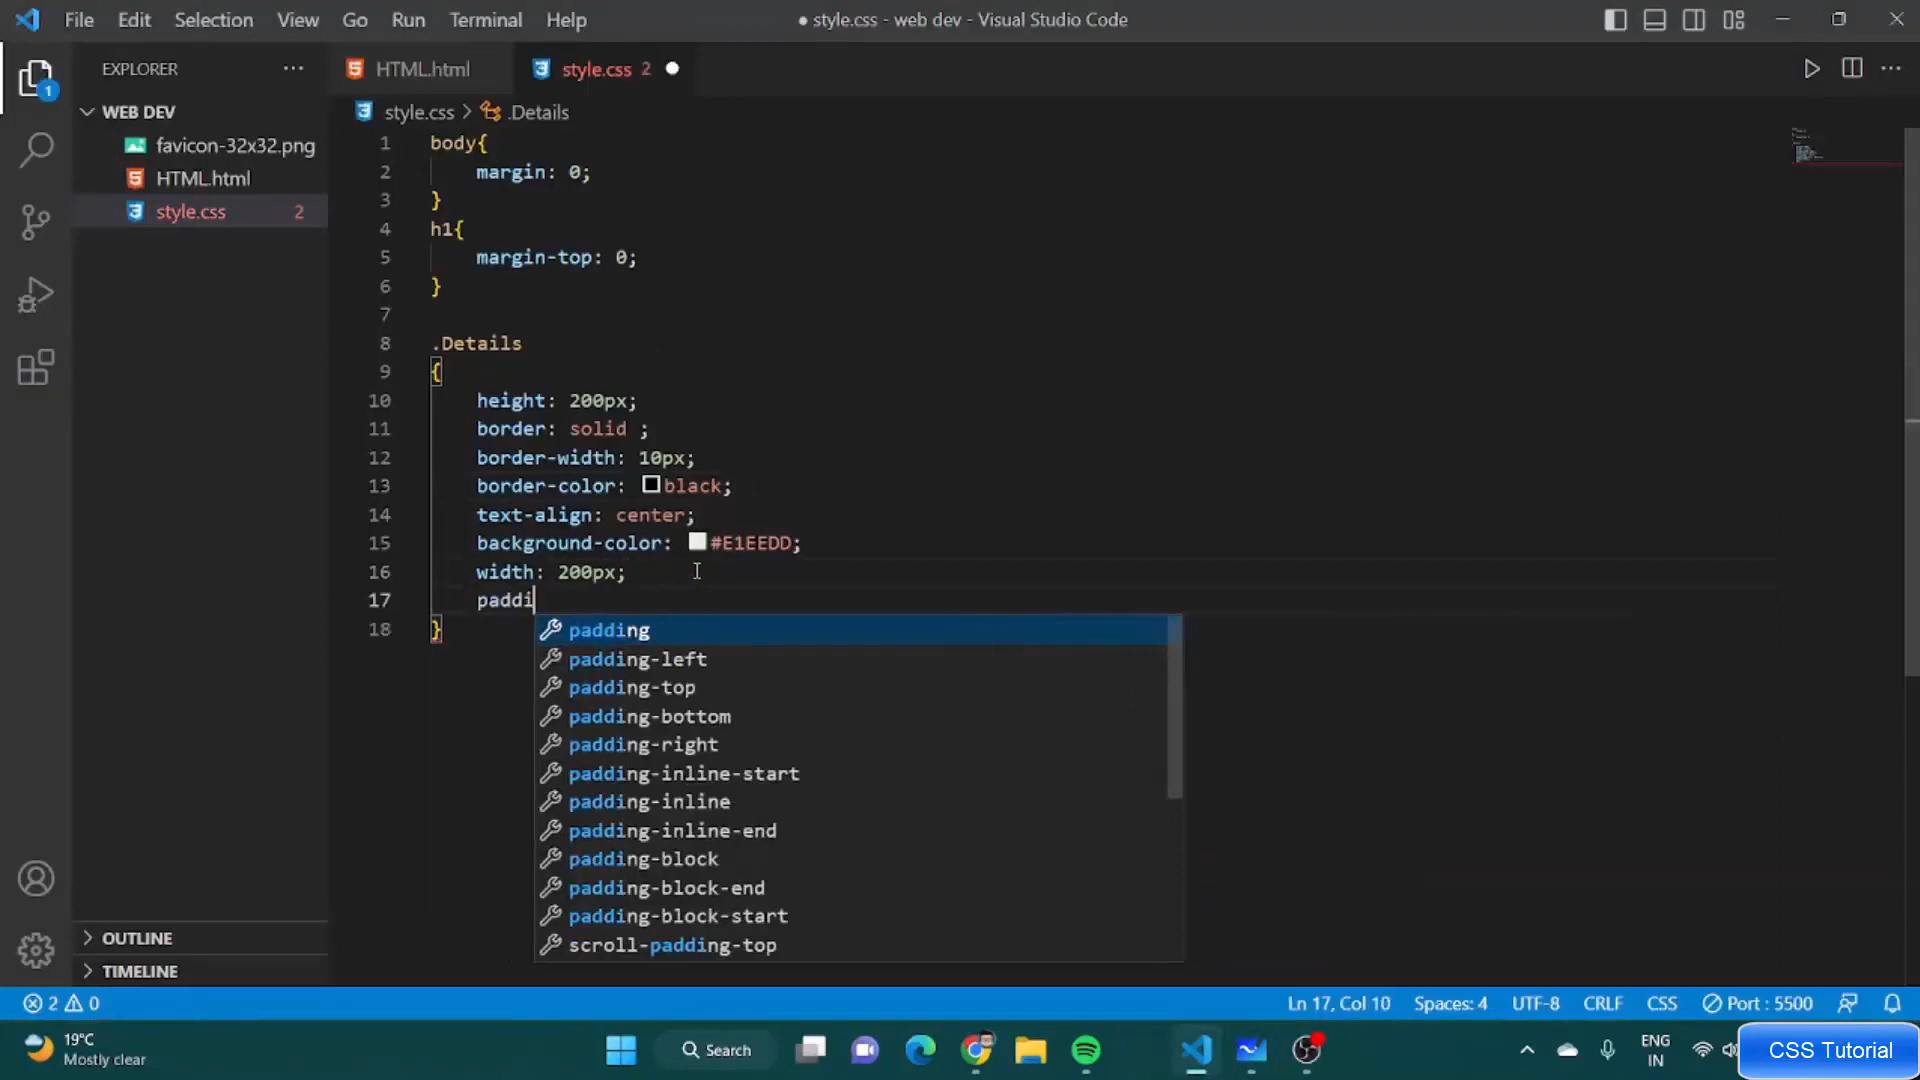 File Edit Selection View Go Run Terminal Help
● style.css - web dev - Visual Studio Code
EXPLORER ···
HTML.html
style.css 2 ●
1
WEB DEV
favicon-32x32.png
HTML.html
style.css 2
style.css > .Details
1 body{
2 margin: 0;
3 }
4 h1{
5 margin-top: 0;
6 }
7
8 .Details
9 {
10 height: 200px;
11 border: solid ;
12 border-width: 10px;
13 border-color: black;
14 text-align: center;
15 background-color: #E1EEDD;
16 width: 200px;
17 paddi
18 }
padding
padding-left
padding-top
padding-bottom
padding-right
padding-inline-start
padding-inline
padding-inline-end
padding-block
padding-block-end
padding-block-start
scroll-padding-top
OUTLINE
TIMELINE
2 0
Ln 17, Col 10 Spaces: 4 UTF-8 CRLF CSS Port : 5500
19°C
Mostly clear
Search
ENG
IN
CSS Tutorial